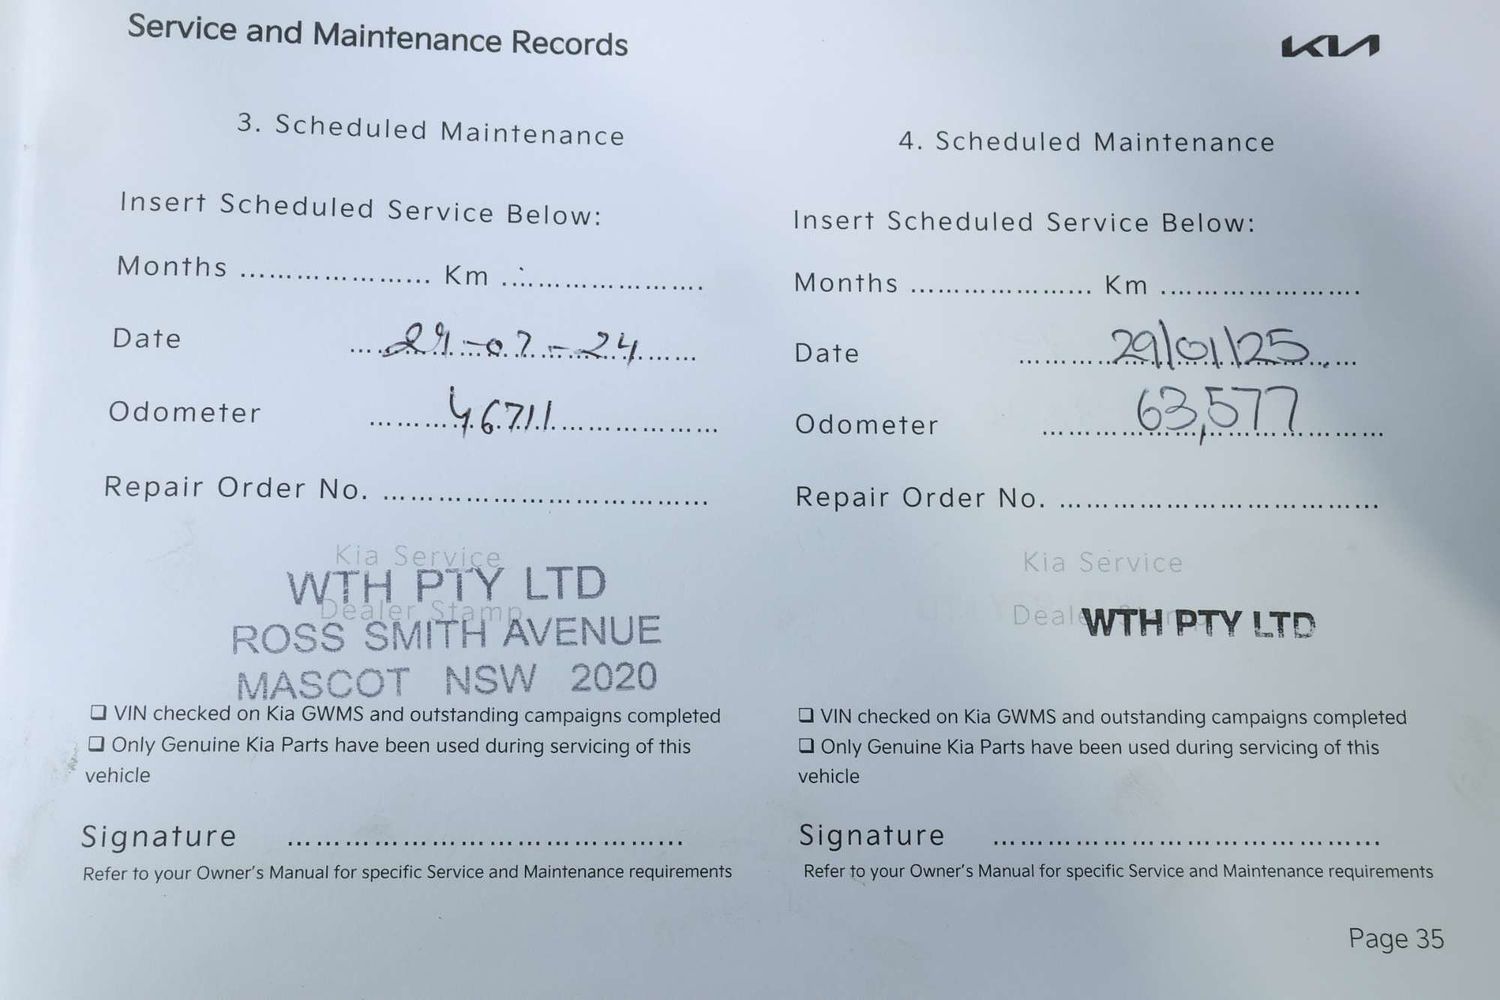 Service and Maintenance Records
KIA
3. Scheduled Maintenance
Insert Scheduled Service Below:
Months ..................... Km .......................
Date 29-07-24
Odometer 46711
Repair Order No. ....................................
Kia Service
Dealer Stamp
WTH PTY LTD
ROSS SMITH AVENUE
MASCOT NSW 2020
❑ VIN checked on Kia GWMS and outstanding campaigns completed
❑ Only Genuine Kia Parts have been used during servicing of this
vehicle
Signature ..........................................
Refer to your Owner's Manual for specific Service and Maintenance requirements
4. Scheduled Maintenance
Insert Scheduled Service Below:
Months .................... Km ......................
Date 29/01/25
Odometer 63,577
Repair Order No. ...................................
Kia Service
Dealer
WTH PTY LTD
❑ VIN checked on Kia GWMS and outstanding campaigns completed
❑ Only Genuine Kia Parts have been used during servicing of this
vehicle
Signature .........................................
Refer to your Owner's Manual for specific Service and Maintenance requirements
Page 35